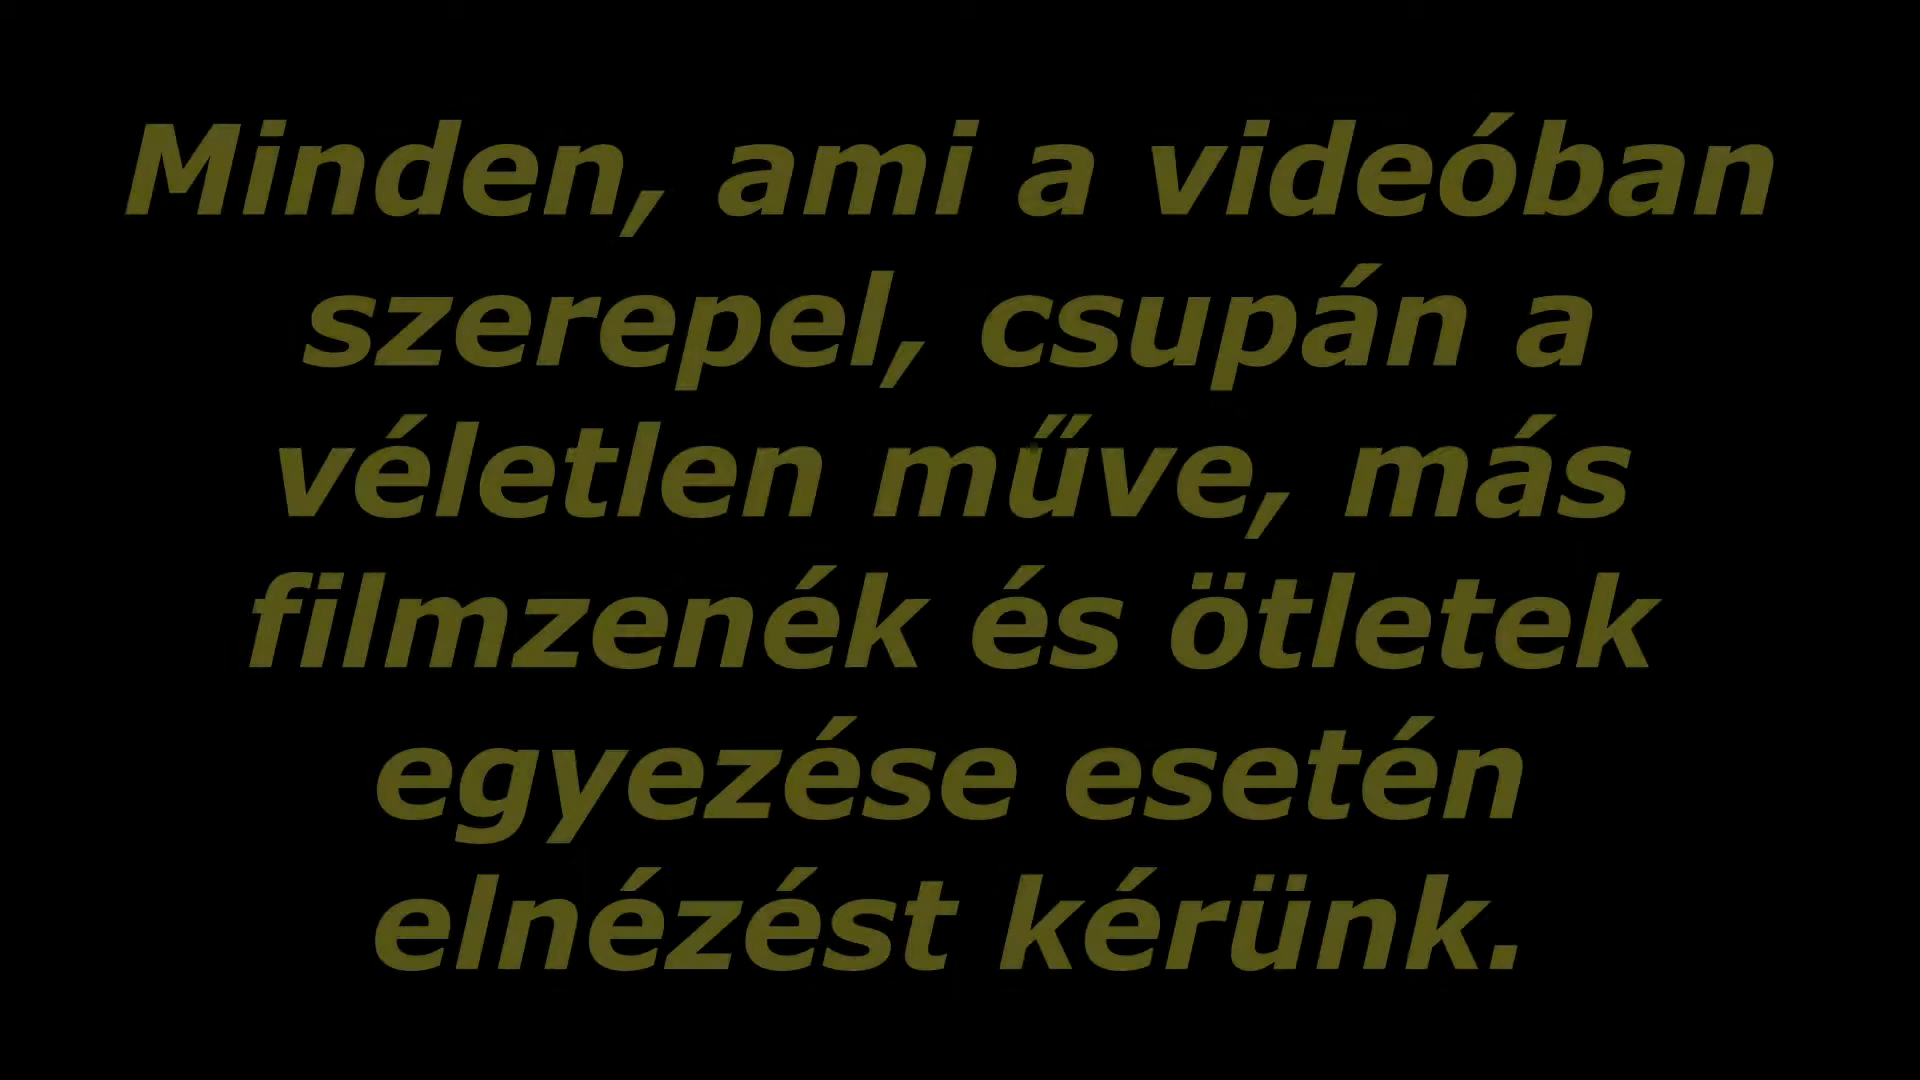 Minden, ami a videóban
szerepel, csupán a
véletlen műve, más
filmzenék és ötletek
egyezése esetén
elnézést kérünk.